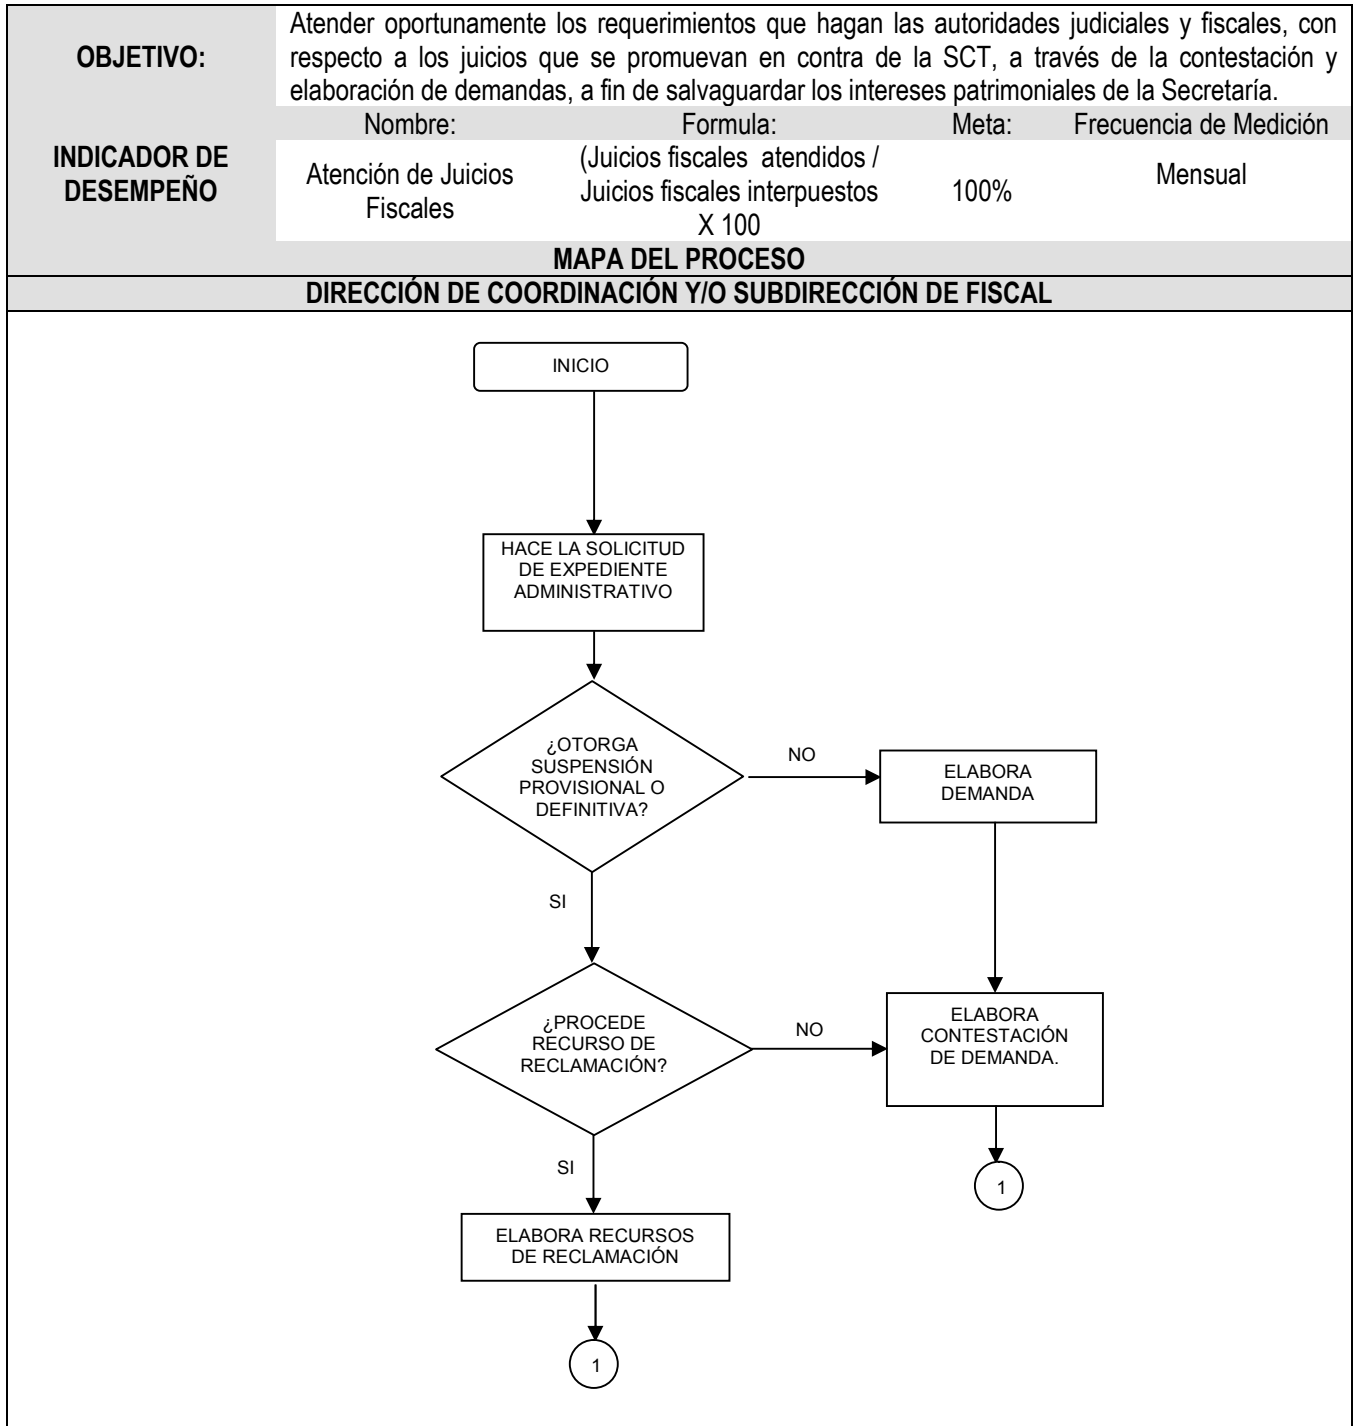 OBJETIVO:
Atender oportunamente los requerimientos que hagan las autoridades judiciales y fiscales, con
respecto a los juicios que se promuevan en contra de la SCT, a través de la contestación y
elaboración de demandas, a fin de salvaguardar los intereses patrimoniales de la Secretaría.
INDICADOR DE
DESEMPEÑO
Nombre:
Formula:
Meta:
Frecuencia de Medición
Atención de Juicios
Fiscales
(Juicios fiscales atendidos /
Juicios fiscales interpuestos
X 100
100%
Mensual
MAPA DEL PROCESO
DIRECCIÓN DE COORDINACIÓN Y/O SUBDIRECCIÓN DE FISCAL
INICIO
HACE LA SOLICITUD
DE EXPEDIENTE
ADMINISTRATIVO
¿OTORGA
SUSPENSIÓN
PROVISIONAL O
DEFINITIVA?
NO
ELABORA
DEMANDA
SI
¿PROCEDE
RECURSO DE
RECLAMACIÓN?
NO
ELABORA
CONTESTACIÓN
DE DEMANDA.
SI
1
ELABORA RECURSOS
DE RECLAMACIÓN
1